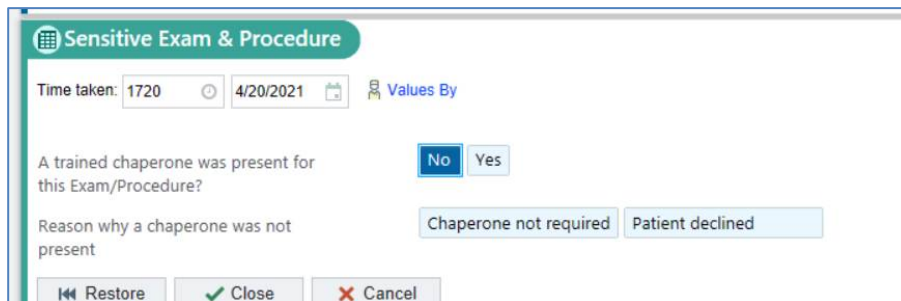 Sensitive Exam & Procedure
Time taken: 1720 4/20/2021 Values By
A trained chaperone was present for No Yes
this Exam/Procedure?
Reason why a chaperone was not Chaperone not required Patient declined
present
Restore Close Cancel